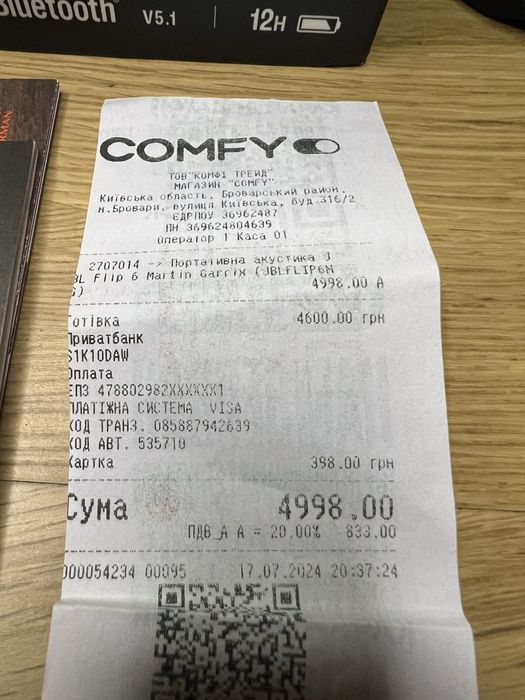 Bluetooth® V5.1 12H
RMAN
COMFY
ТОВ"КОМФІ ТРЕЙД"
МАГАЗИН "COMFY"
Київська область, Броварський район,
м.Бровари, вулиця Київська, буд 316/2
ЄДРПОУ 36962487
ПН 369624804639
Оператор 1 Каса 01
2707014 -> Портативна акустика J
BL Flip 6 Martin Garrix (JBLFLIP6M
G) 4998.00 А
Готівка 4600.00 грн
Приватбанк
S1K10DAW
Оплата
ЕПЗ 478802982XXXXXX1
ПЛАТІЖНА СИСТЕМА VISA
КОД ТРАНЗ. 085887942639
КОД АВТ. 535710
Картка 398.00 грн
Сума 4998.00
ПДВ_А А = 20.00% 833.00
000054234 00095 17.07.2024 20:37:24